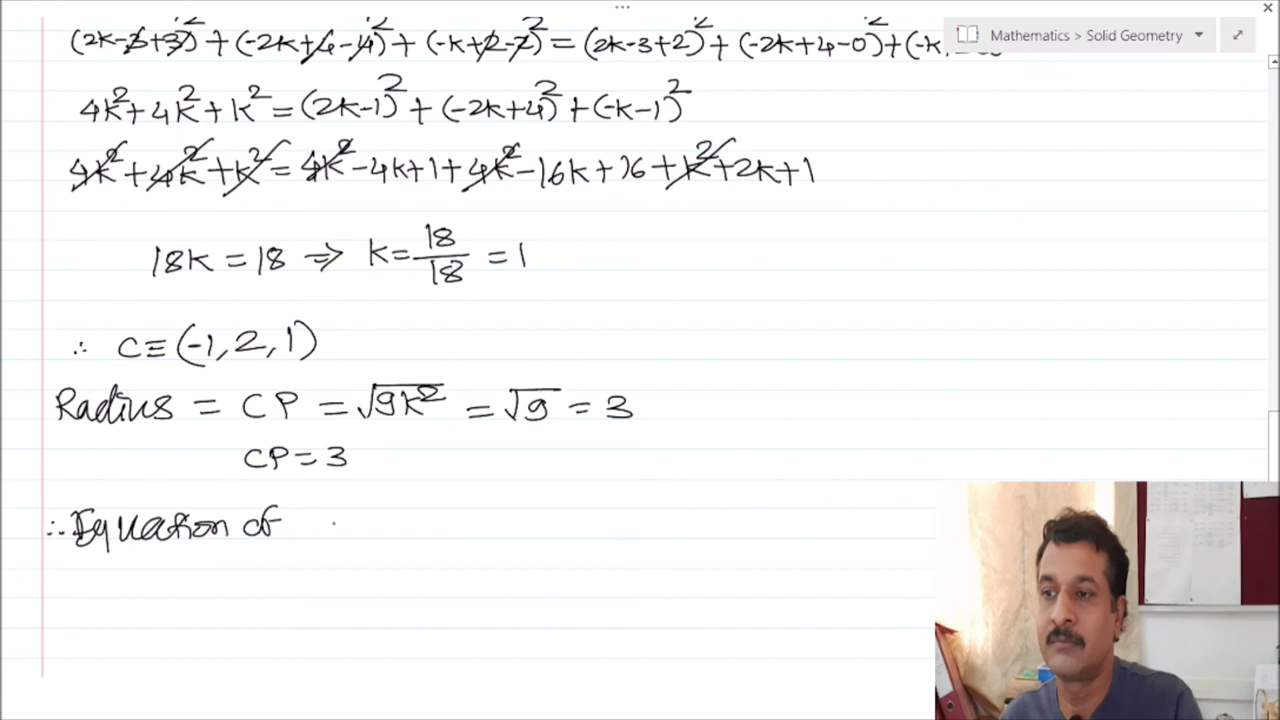 (2k-3+3)² + (-2k+4-4)² + (-k+2-2)² = (2k-3+2)² + (-2k+4-0)² + (-k
Mathematics > Solid Geometry
4k²+4k²+k² = (2k-1)² + (-2k+4)² + (-k-1)²
4k²+4k²+k² = 4k²-4k+1+4k²-16k+16+k²+2k+1
18k = 18 ⇒ k = 18/18 = 1
∴ C ≡ (-1, 2, 1)
Radius = CP = √9k² = √9 = 3
CP = 3
∴ Equation of